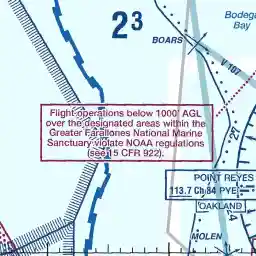 2³
Bodega
Bay
BOARS
V 107
Flight operations below 1000' AGL
over the designated areas within the
Greater Farallones National Marine
Sanctuary violate NOAA regulations
(see 15 CFR 922).
227
POINT REYES
113.7 Ch 84 PYE
OAKLAND
MOLEN